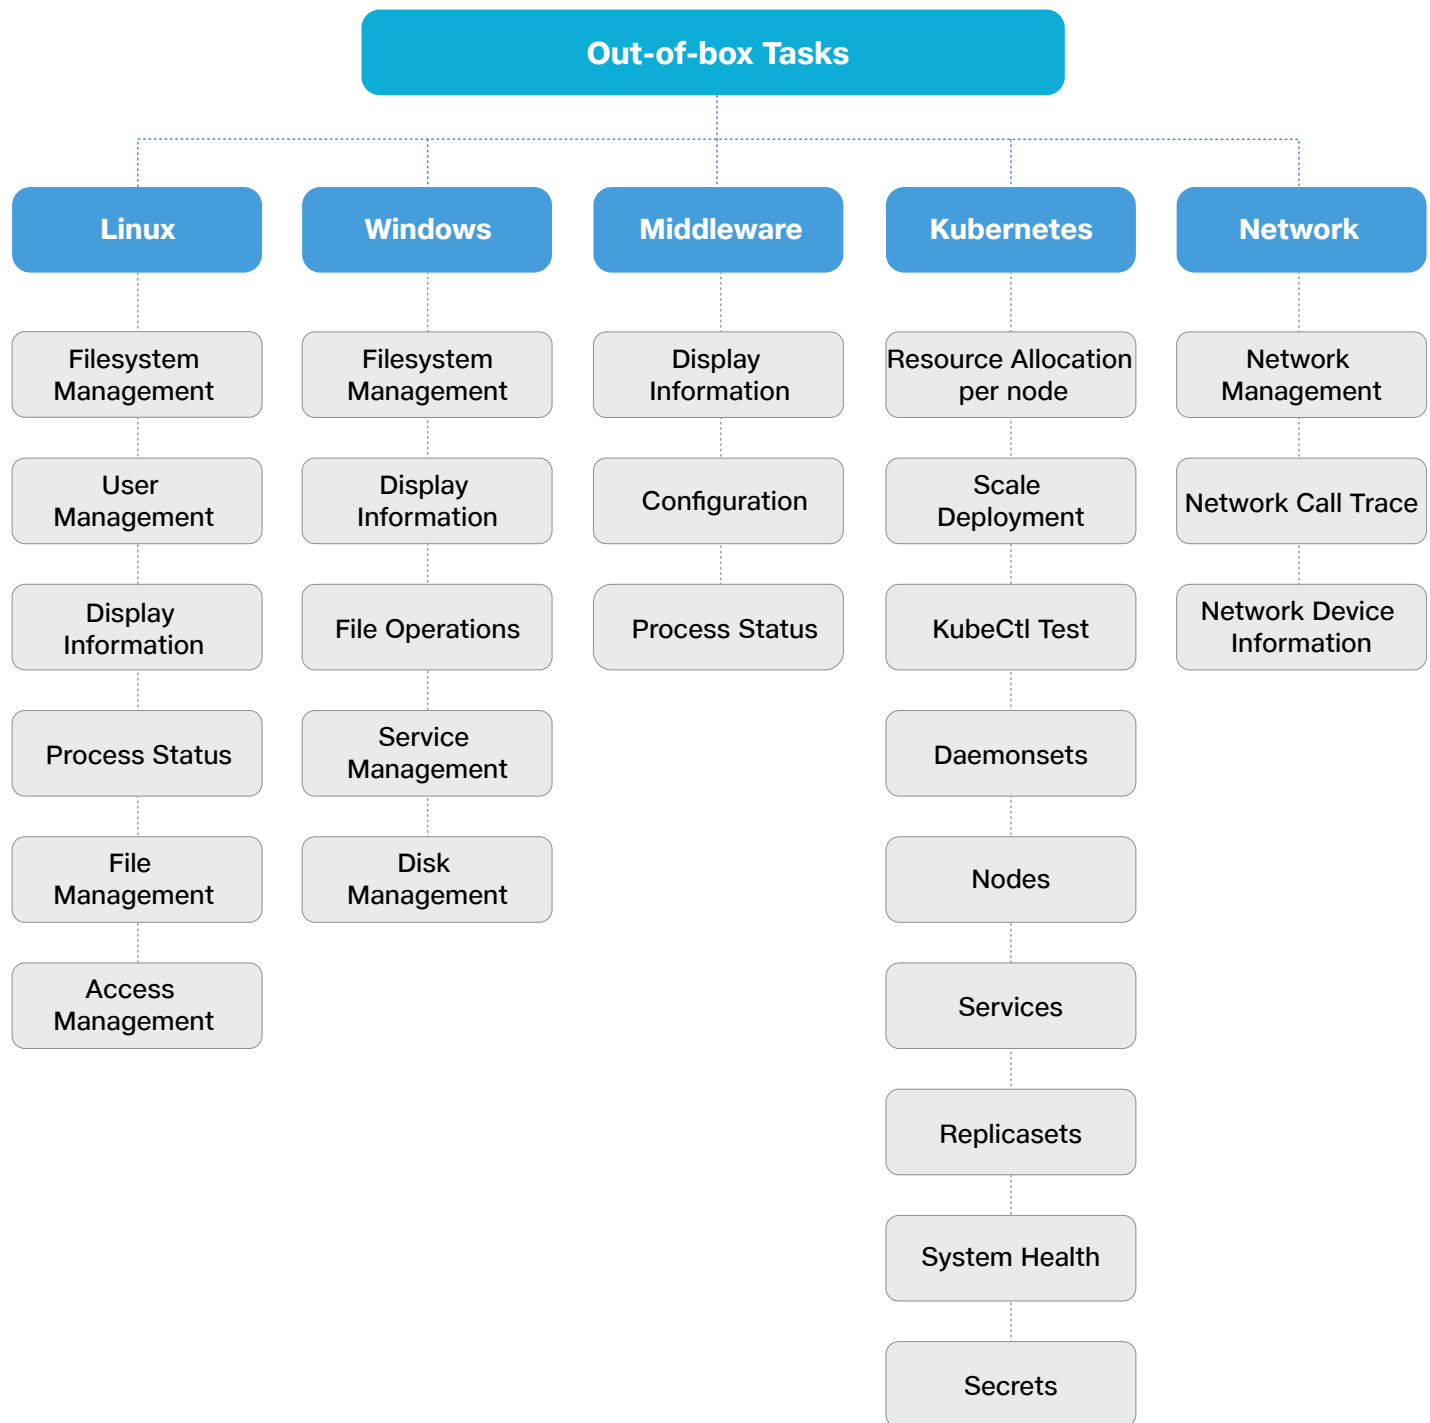 Out-of-box Tasks
Linux
Windows
Middleware
Kubernetes
Network
Filesystem
Management
User
Management
Display
Information
Process Status
File
Management
Access
Management
Filesystem
Management
Display
Information
File Operations
Service
Management
Disk
Management
Display
Information
Configuration
Process Status
Resource Allocation
per node
Scale
Deployment
KubeCtl Test
Daemonsets
Nodes
Services
Replicasets
System Health
Secrets
Network
Management
Network Call Trace
Network Device
Information